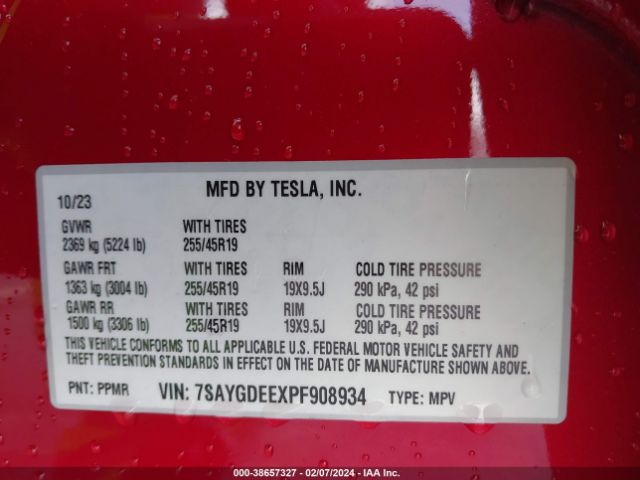 MFD BY TESLA, INC.
10/23
GVWR WITH TIRES
2369 kg (5224 lb) 255/45R19
GAWR FRT WITH TIRES RIM COLD TIRE PRESSURE
1363 kg (3004 lb) 255/45R19 19X9.5J 290 kPa, 42 psi
GAWR RR WITH TIRES RIM COLD TIRE PRESSURE
1500 kg (3306 lb) 255/45R19 19X9.5J 290 kPa, 42 psi
THIS VEHICLE CONFORMS TO ALL APPLICABLE U.S. FEDERAL MOTOR VEHICLE SAFETY AND
THEFT PREVENTION STANDARDS IN EFFECT ON THE DATE OF MANUFACTURE SHOWN ABOVE.
PNT: PPMR VIN: 7SAYGDEEXPF908934 TYPE: MPV
000-38657327 - 02/07/2024 - IAA Inc.